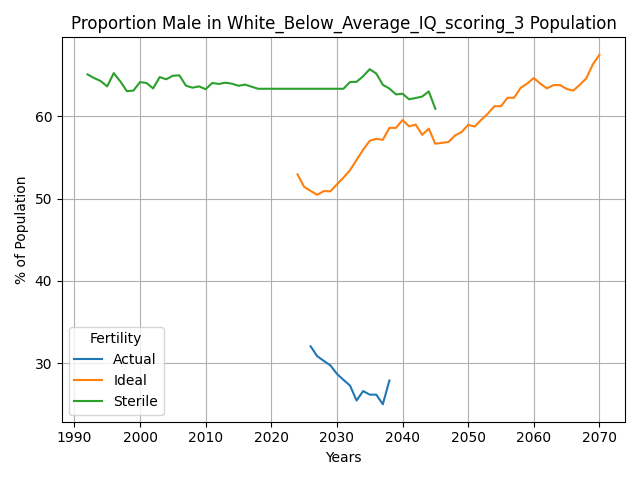 Proportion Male in White_Below_Average_IQ_scoring_3 Population
% of Population
60
50
40
30
Fertility
Actual
Ideal
Sterile
1990 2000 2010 2020 2030 2040 2050 2060 2070
Years